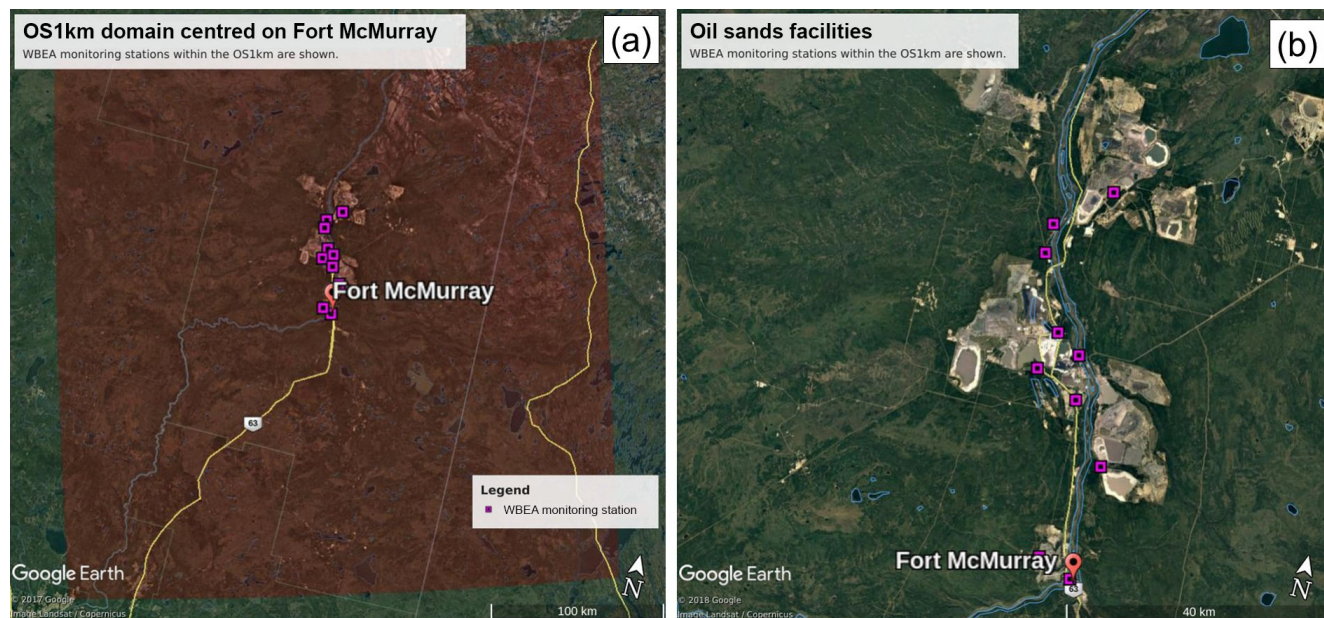 OS1km domain centred on Fort McMurray
WBEA monitoring stations within the OS1km are shown.
(a)
Fort McMurray
63
Legend
WBEA monitoring station
Google Earth
© 2017 Google
Image Landsat / Copernicus
100 km
N
Oil sands facilities
WBEA monitoring stations within the OS1km are shown.
(b)
Fort McMurray
63
Google Earth
© 2018 Google
Image Landsat / Copernicus
40 km
N